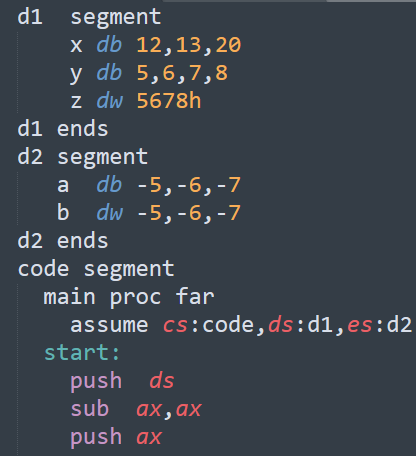 d1  segment
    x db 12,13,20
    y db 5,6,7,8
    z dw 5678h
d1 ends
d2 segment
   a  db -5,-6,-7
   b  dw -5,-6,-7
d2 ends
code segment
  main proc far
    assume cs:code,ds:d1,es:d2
  start:
    push  ds
    sub  ax,ax
    push ax